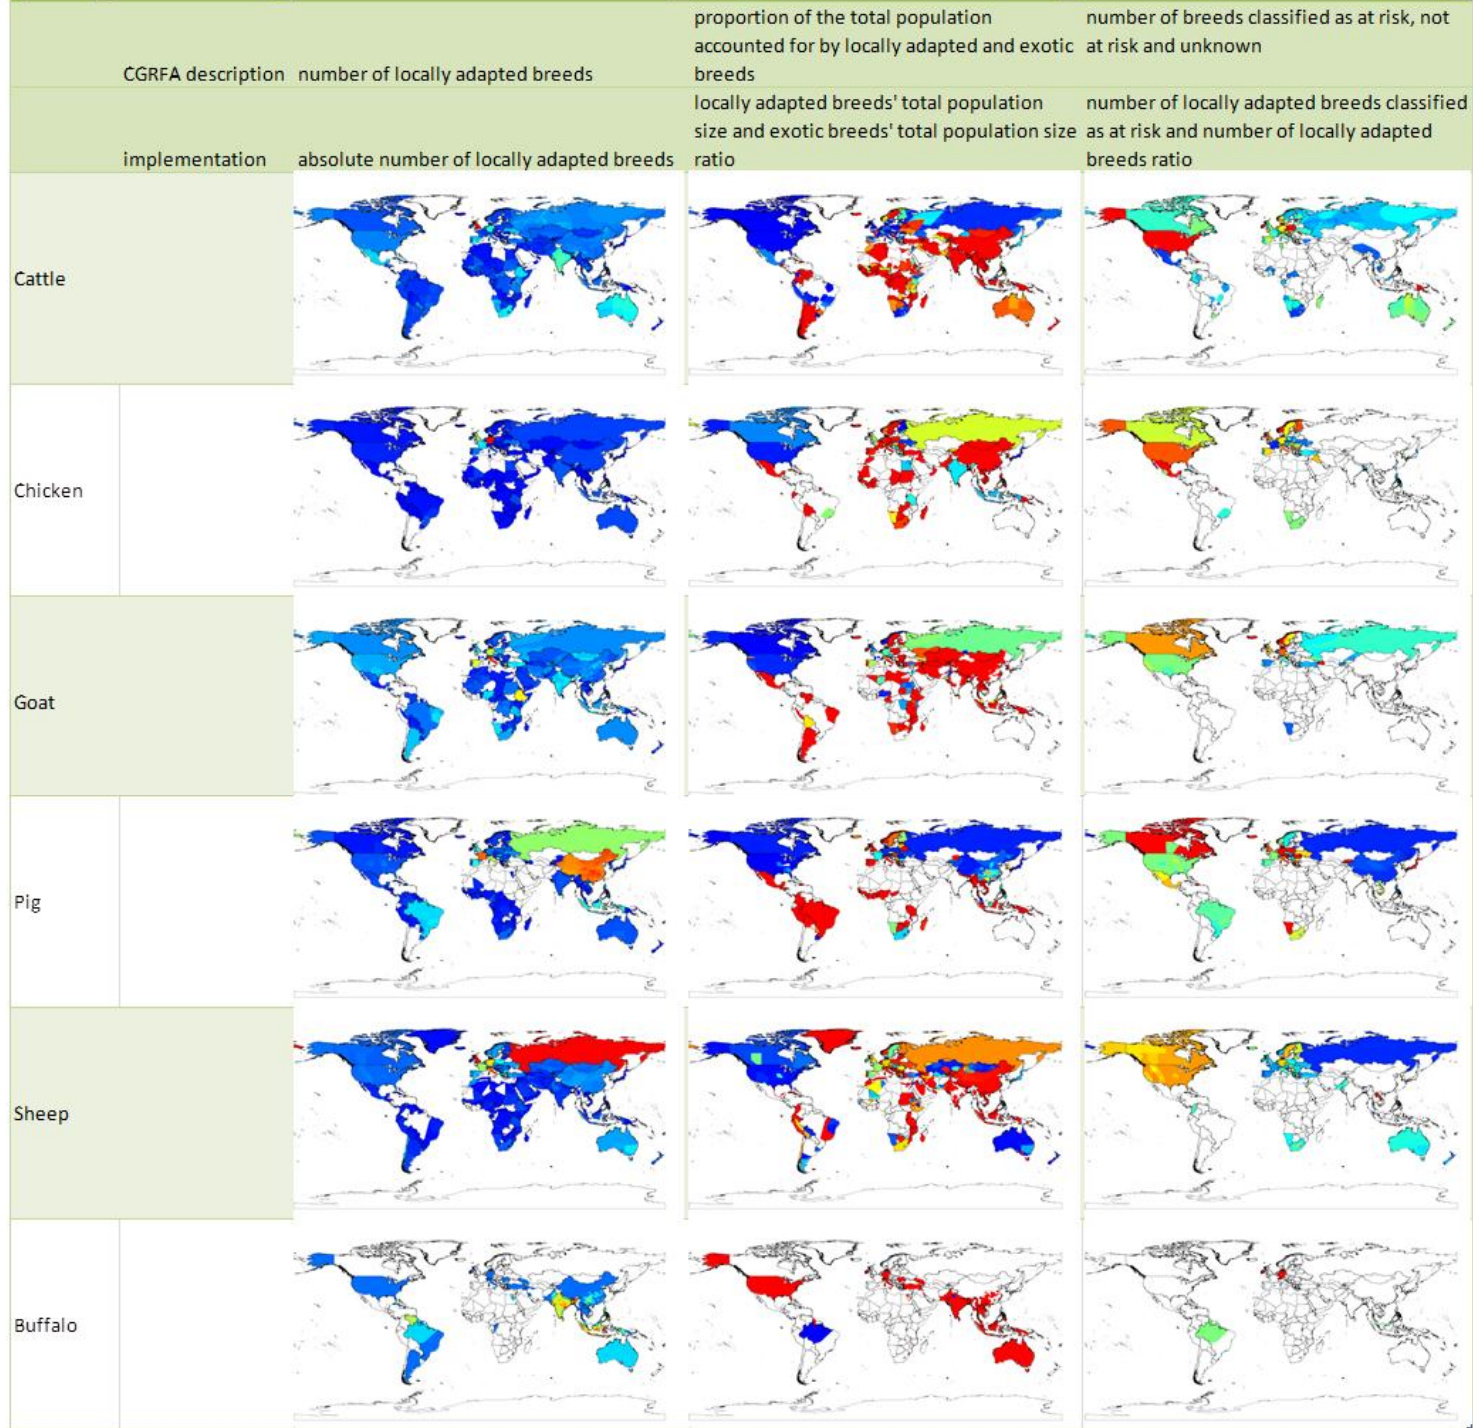 CGRFA description
number of locally adapted breeds
proportion of the total population
accounted for by locally adapted and exotic
breeds
number of breeds classified as at risk, not
at risk and unknown
implementation
absolute number of locally adapted breeds
locally adapted breeds' total population
size and exotic breeds' total population size
ratio
number of locally adapted breeds classified
as at risk and number of locally adapted
breeds ratio
Cattle
Chicken
Goat
Pig
Sheep
Buffalo